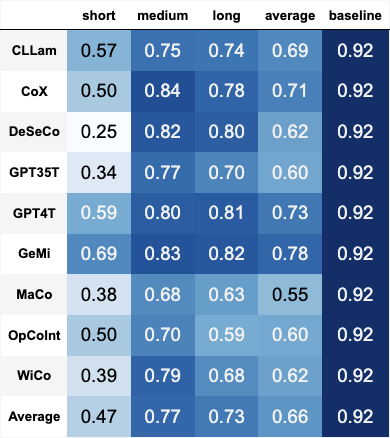 short medium long average baseline
CLLam 0.57 0.75 0.74 0.69 0.92
CoX 0.50 0.84 0.78 0.71 0.92
DeSeCo 0.25 0.82 0.80 0.62 0.92
GPT35T 0.34 0.77 0.70 0.60 0.92
GPT4T 0.59 0.80 0.81 0.73 0.92
GeMi 0.69 0.83 0.82 0.78 0.92
MaCo 0.38 0.68 0.63 0.55 0.92
OpCoInt 0.50 0.70 0.59 0.60 0.92
WiCo 0.39 0.79 0.68 0.62 0.92
Average 0.47 0.77 0.73 0.66 0.92